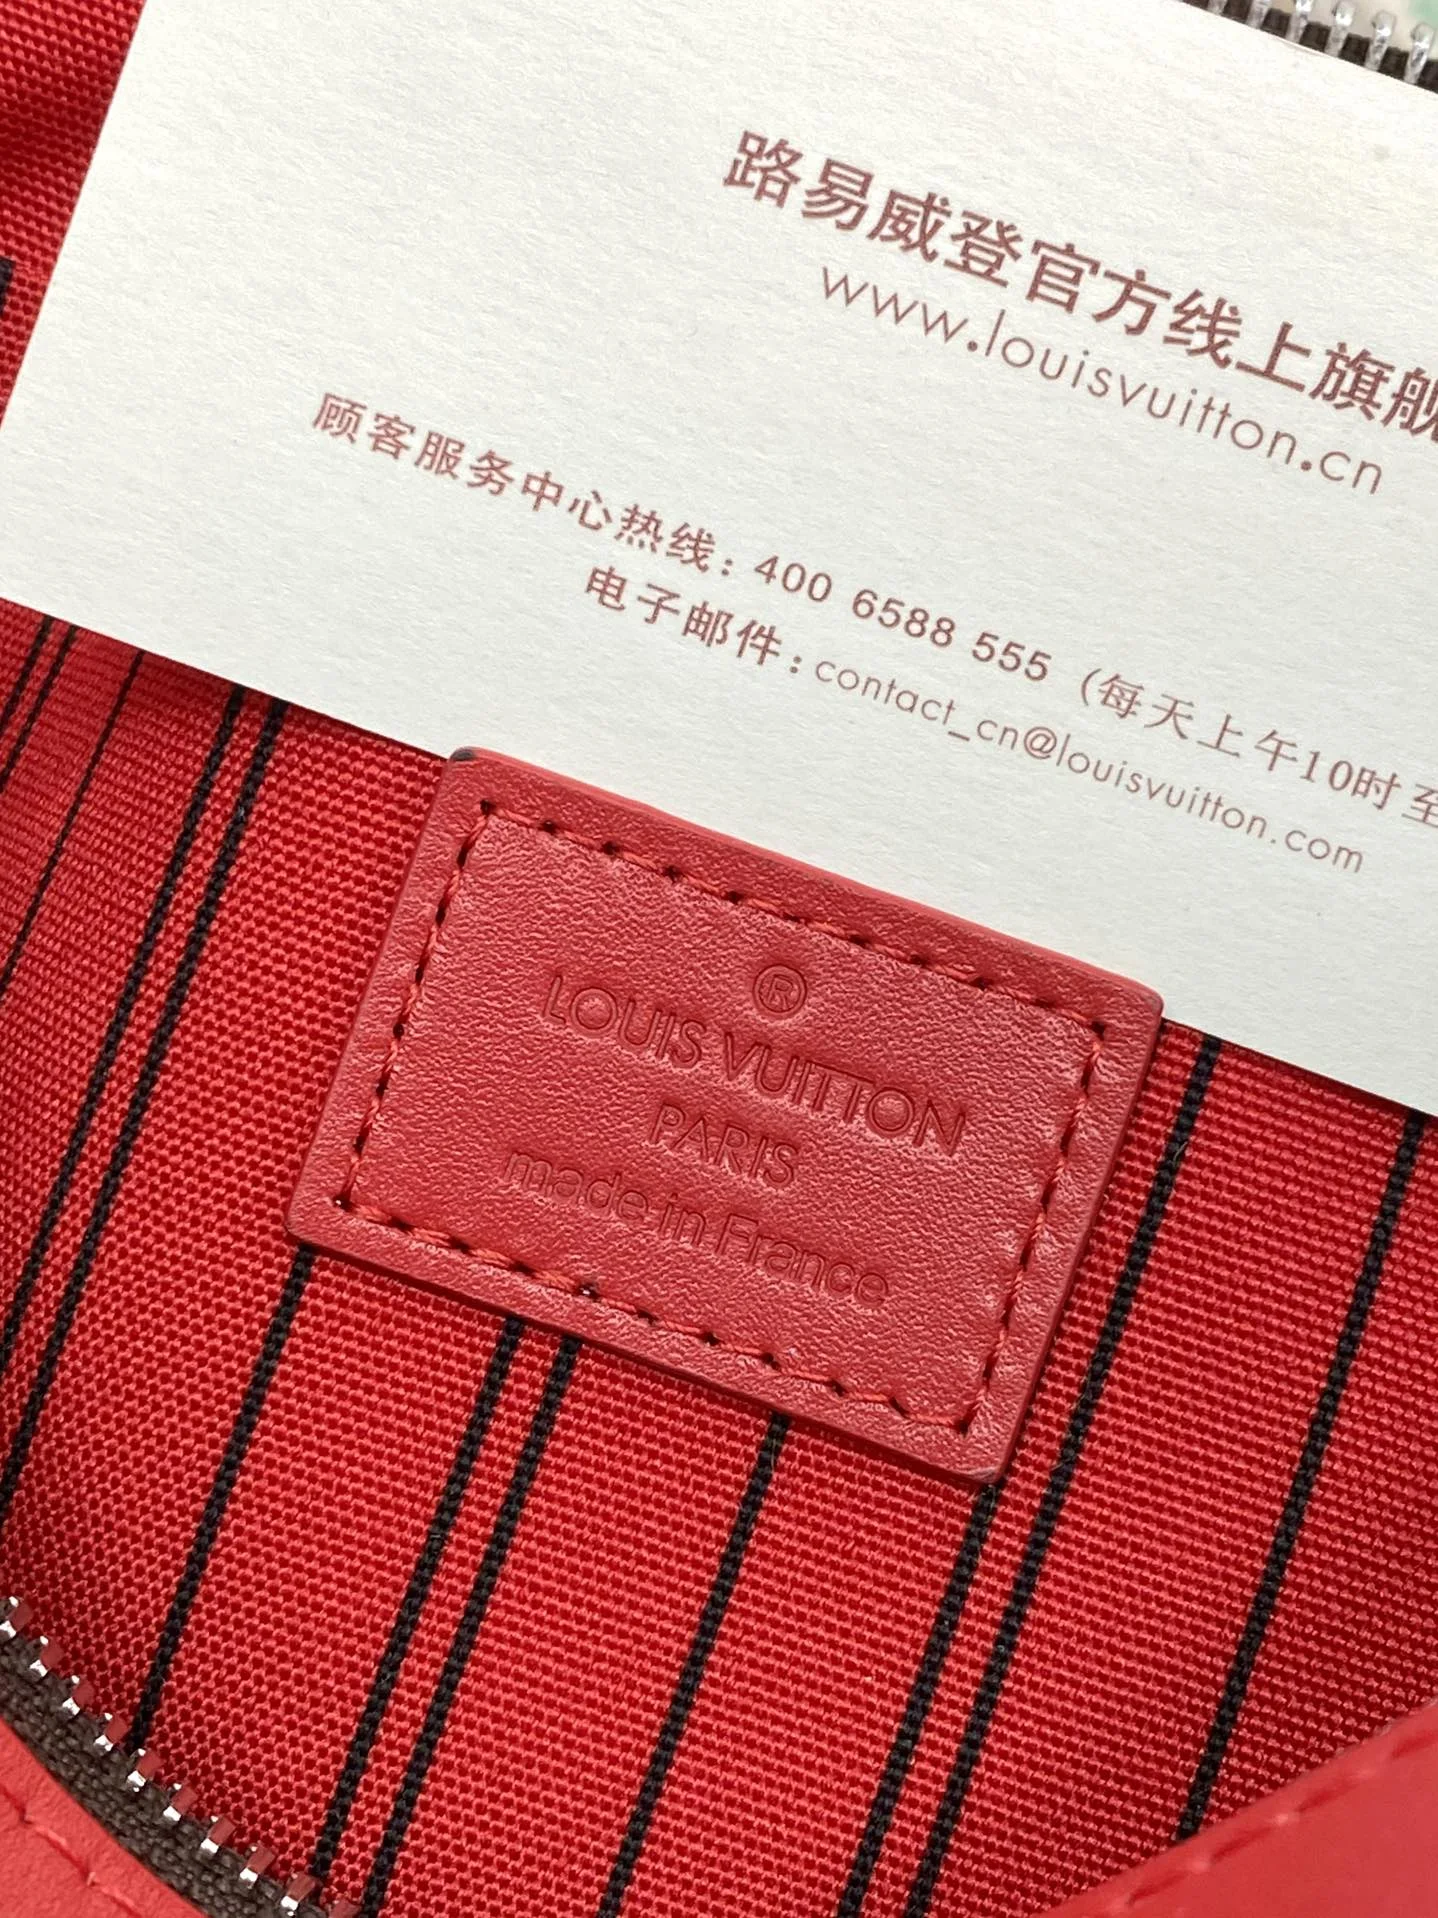 路易威登官方线上旗舰
www.louisvuitton.cn
顾客服务中心热线：400 6588 555（每天上午10时至
电子邮件：contact_cn@louisvuitton.com
®
LOUIS VUITTON
PARIS
made in France